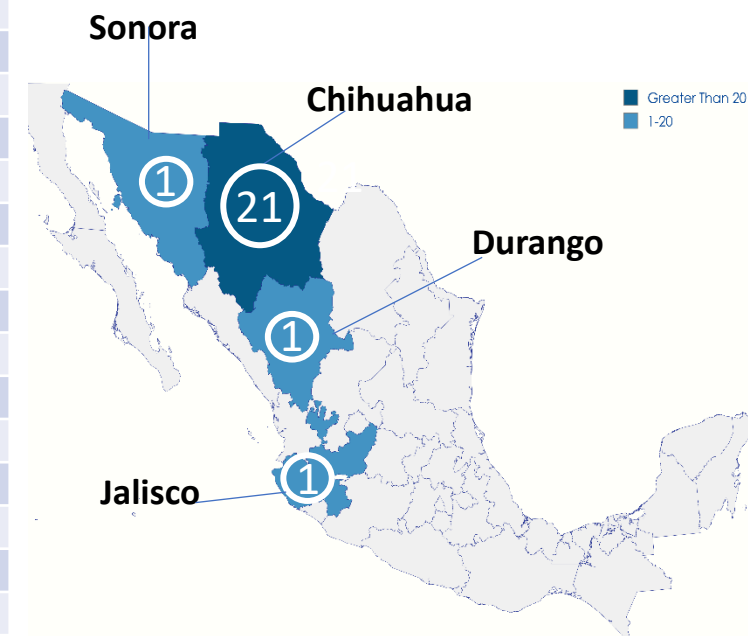 Sonora
Chihuahua
Greater Than 20
1-20
1
21
Durango
1
Jalisco
1